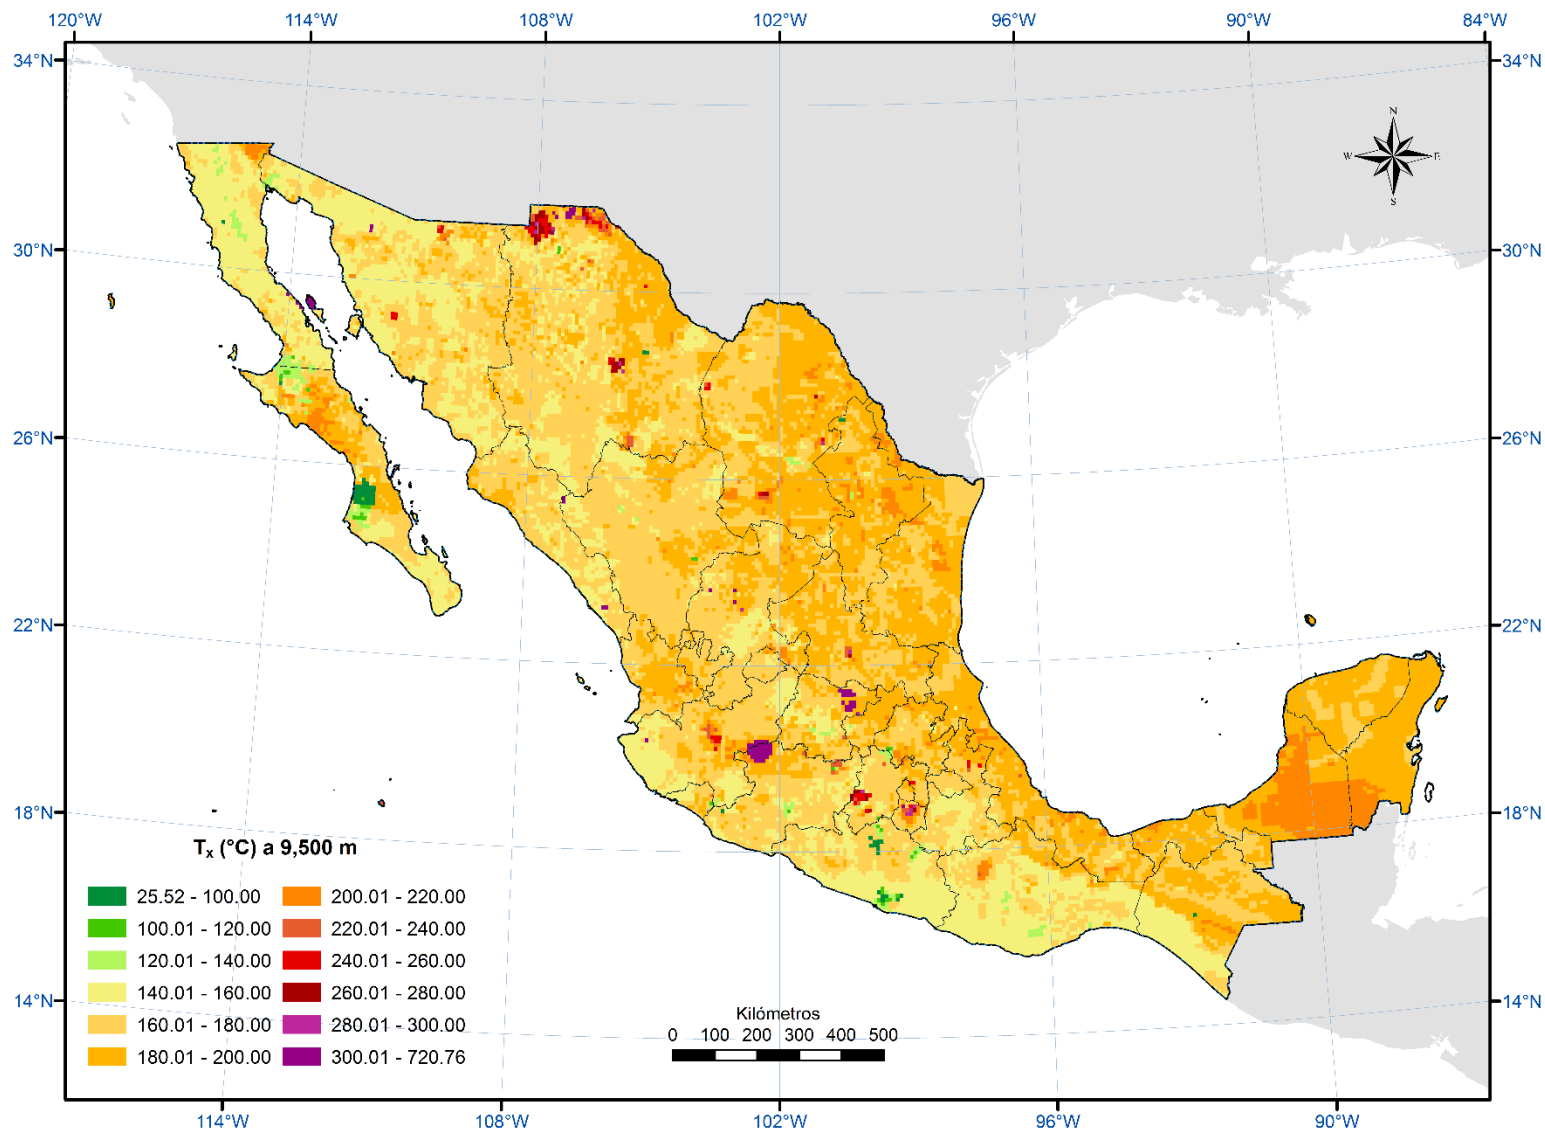 120°W 114°W 108°W 102°W 96°W 90°W 84°W
34°N 34°N
N
W E
S
30°N 30°N
26°N 26°N
22°N 22°N
18°N 18°N
Tx (°C) a 9,500 m
25.52 - 100.00 200.01 - 220.00
100.01 - 120.00 220.01 - 240.00
120.01 - 140.00 240.01 - 260.00
140.01 - 160.00 260.01 - 280.00
14°N 14°N
Kilómetros
160.01 - 180.00 280.01 - 300.00
0 100 200 300 400 500
180.01 - 200.00 300.01 - 720.76
114°W 108°W 102°W 96°W 90°W